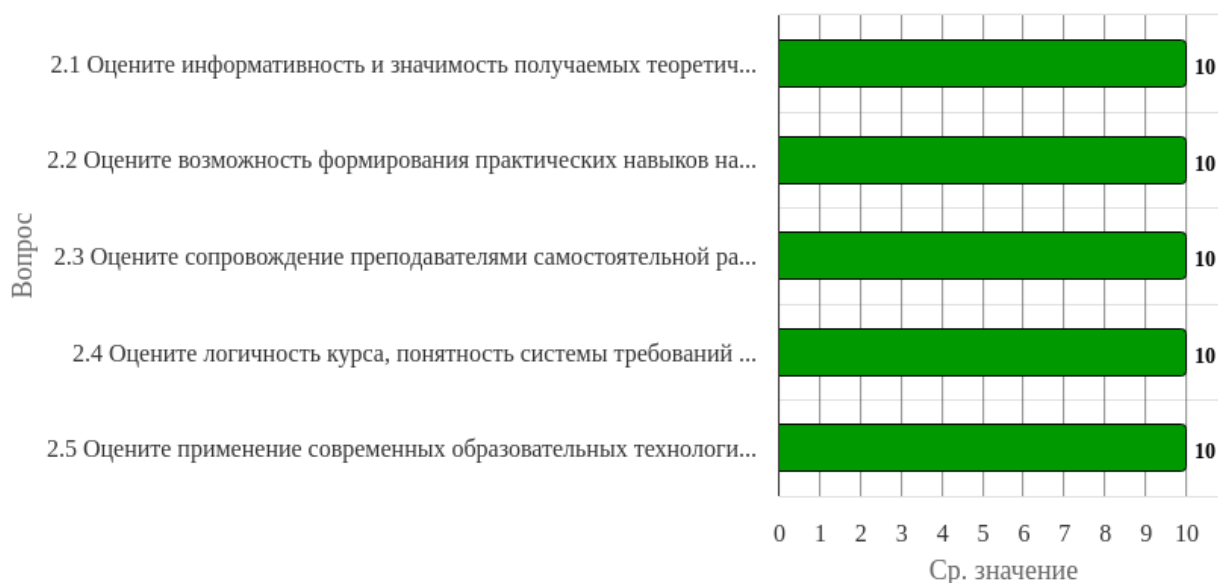 2.1 Оцените информативность и значимость получаемых теоретич...
10
2.2 Оцените возможность формирования практических навыков на...
10
2.3 Оцените сопровождение преподавателями самостоятельной ра...
10
2.4 Оцените логичность курса, понятность системы требований ...
10
2.5 Оцените применение современных образовательных технологи...
10
Вопрос
0 1 2 3 4 5 6 7 8 9 10
Ср. значение